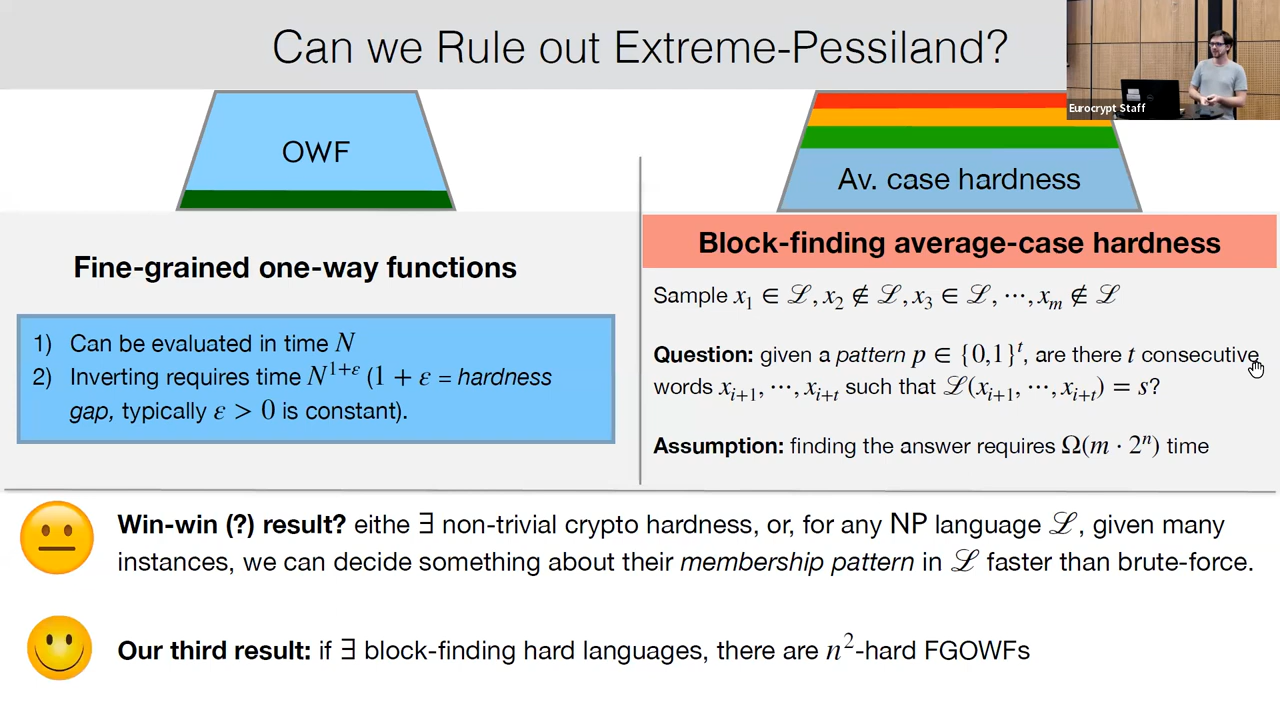 Can we Rule out Extreme-Pessiland?
Eurocrypt Staff
OWF
Av. case hardness
Fine-grained one-way functions
1) Can be evaluated in time N
2) Inverting requires time N^{1+ε} (1 + ε = hardness
gap, typically ε > 0 is constant).
Block-finding average-case hardness
Sample x₁ ∈ ℒ, x₂ ∉ ℒ, x₃ ∈ ℒ, ⋯, xₘ ∉ ℒ
Question: given a pattern p ∈ {0,1}^t, are there t consecutive
words x_{i+1}, ⋯, x_{i+t} such that ℒ(x_{i+1}, ⋯, x_{i+t}) = s?
Assumption: finding the answer requires Ω(m · 2ⁿ) time
Win-win (?) result? eithe ∃ non-trivial crypto hardness, or, for any NP language ℒ, given many
instances, we can decide something about their membership pattern in ℒ faster than brute-force.
Our third result: if ∃ block-finding hard languages, there are n²-hard FGOWFs